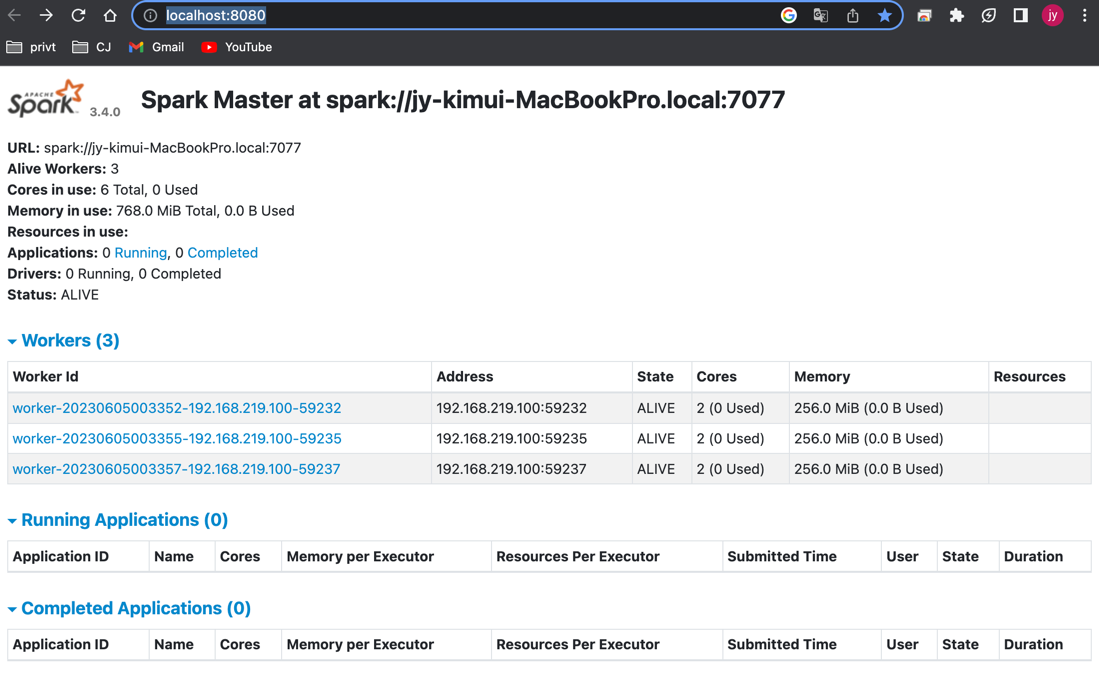 localhost:8080
jy
privt CJ Gmail YouTube
APACHE Spark 3.4.0 Spark Master at spark://jy-kimui-MacBookPro.local:7077
URL: spark://jy-kimui-MacBookPro.local:7077
Alive Workers: 3
Cores in use: 6 Total, 0 Used
Memory in use: 768.0 MiB Total, 0.0 B Used
Resources in use:
Applications: 0 Running, 0 Completed
Drivers: 0 Running, 0 Completed
Status: ALIVE
Workers (3)
Worker Id Address State Cores Memory Resources
worker-20230605003352-192.168.219.100-59232 192.168.219.100:59232 ALIVE 2 (0 Used) 256.0 MiB (0.0 B Used)
worker-20230605003355-192.168.219.100-59235 192.168.219.100:59235 ALIVE 2 (0 Used) 256.0 MiB (0.0 B Used)
worker-20230605003357-192.168.219.100-59237 192.168.219.100:59237 ALIVE 2 (0 Used) 256.0 MiB (0.0 B Used)
Running Applications (0)
Application ID Name Cores Memory per Executor Resources Per Executor Submitted Time User State Duration
Completed Applications (0)
Application ID Name Cores Memory per Executor Resources Per Executor Submitted Time User State Duration